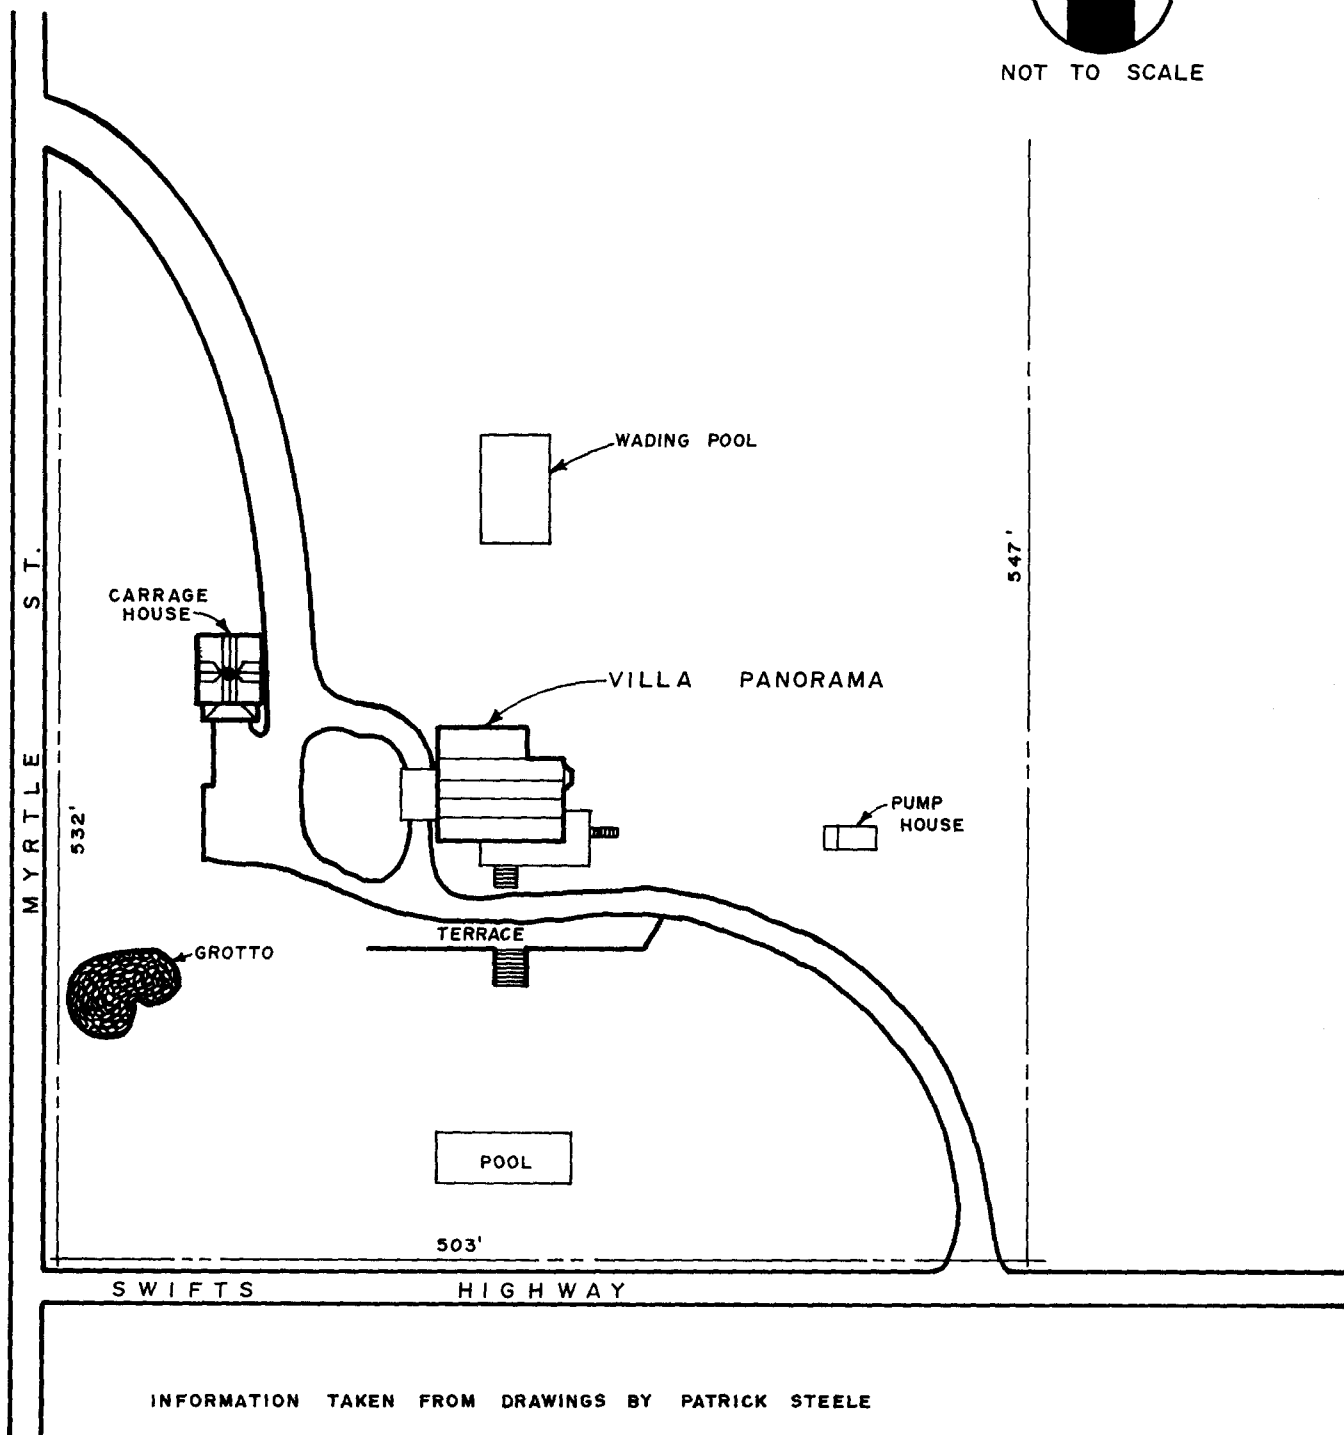 NOT TO SCALE
WADING POOL
547'
MYRTLE ST.
CARRAGE
HOUSE
VILLA PANORAMA
532'
PUMP
HOUSE
TERRACE
GROTTO
POOL
503'
SWIFTS HIGHWAY
INFORMATION TAKEN FROM DRAWINGS BY PATRICK STEELE